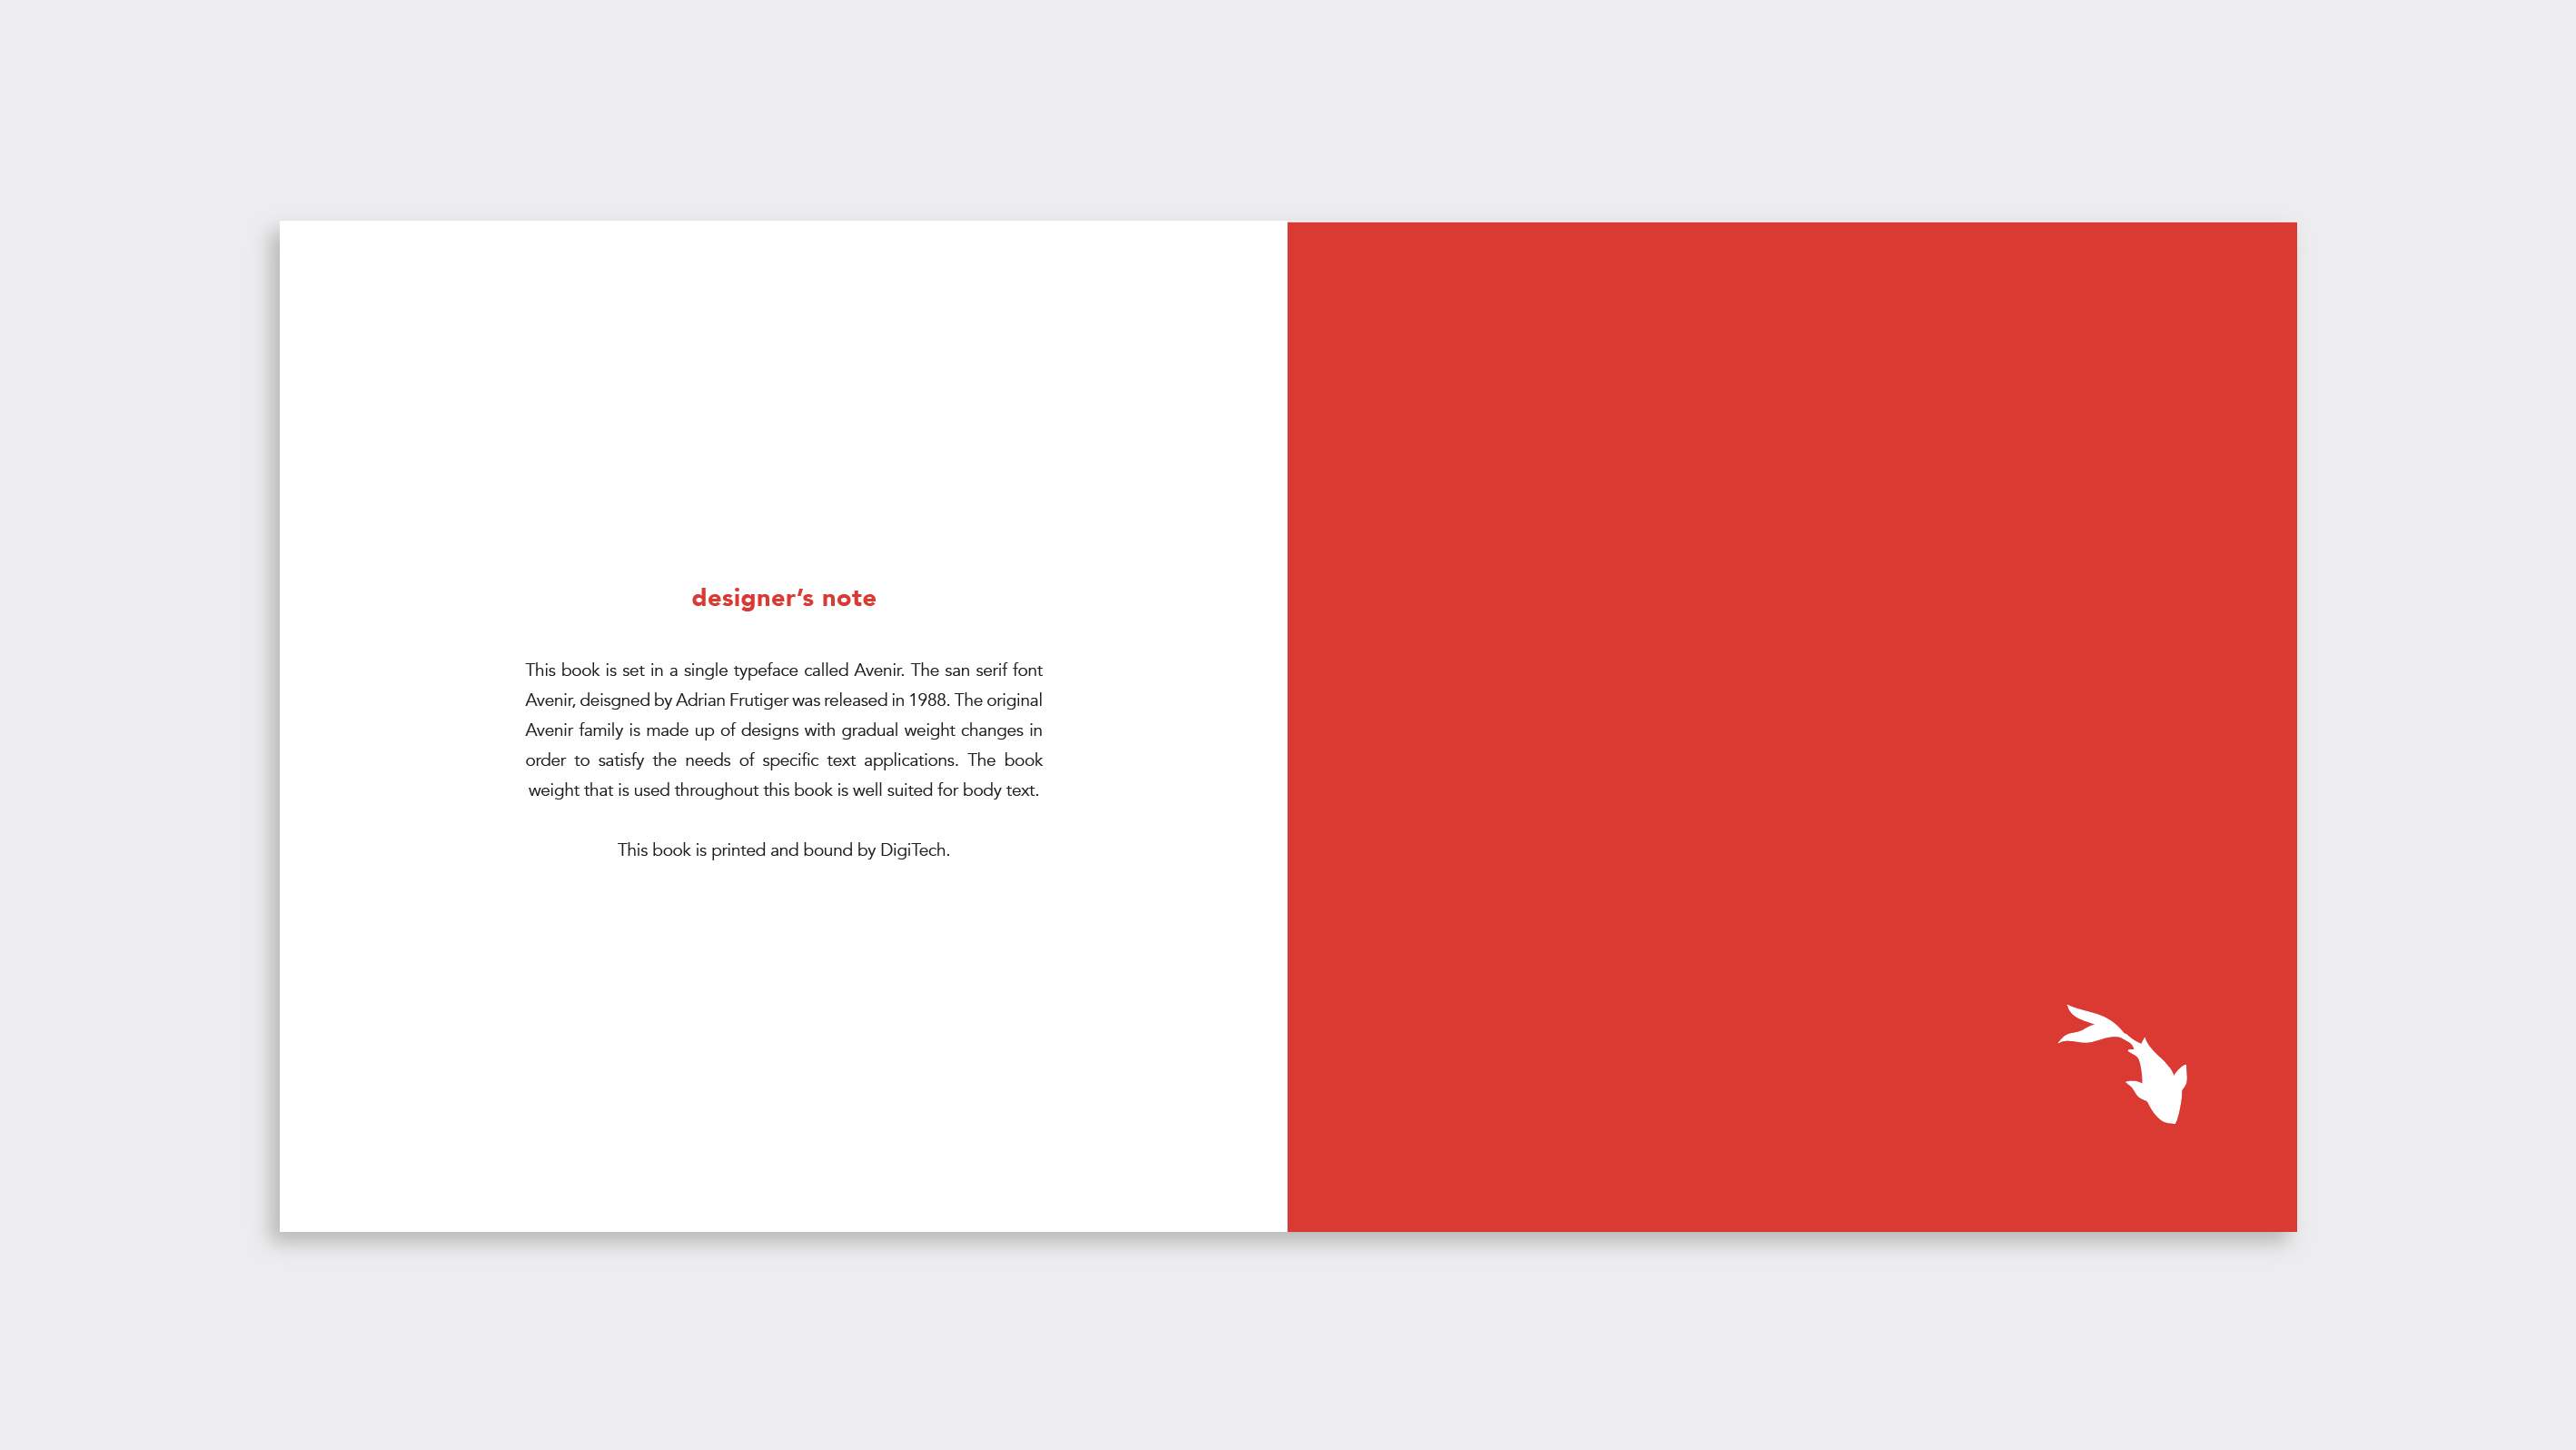 designer’s note
This book is set in a single typeface called Avenir. The san serif font
Avenir, deisgned by Adrian Frutiger was released in 1988. The original
Avenir family is made up of designs with gradual weight changes in
order to satisfy the needs of specific text applications. The book
weight that is used throughout this book is well suited for body text.
This book is printed and bound by DigiTech.